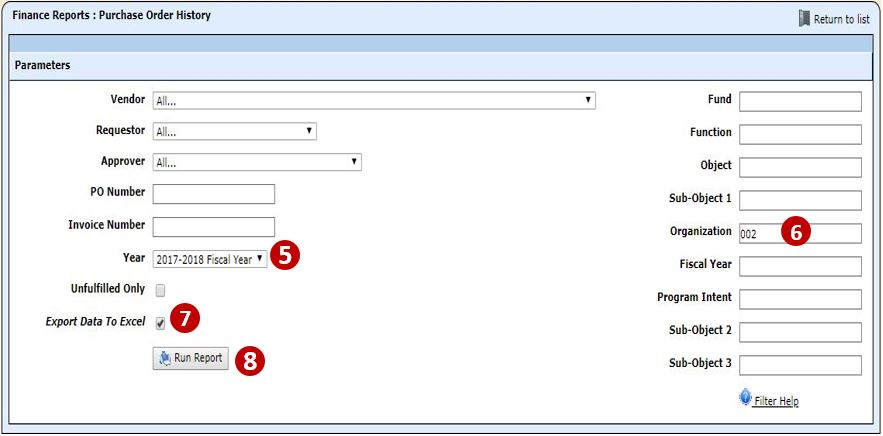 Finance Reports : Purchase Order History
Return to list
Parameters
Vendor All...
Requestor All...
Approver All...
PO Number
Invoice Number
Year 2017-2018 Fiscal Year 5
Unfulfilled Only
Export Data To Excel 7
Run Report 8
Fund
Function
Object
Sub-Object 1
Organization 002 6
Fiscal Year
Program Intent
Sub-Object 2
Sub-Object 3
Filter Help